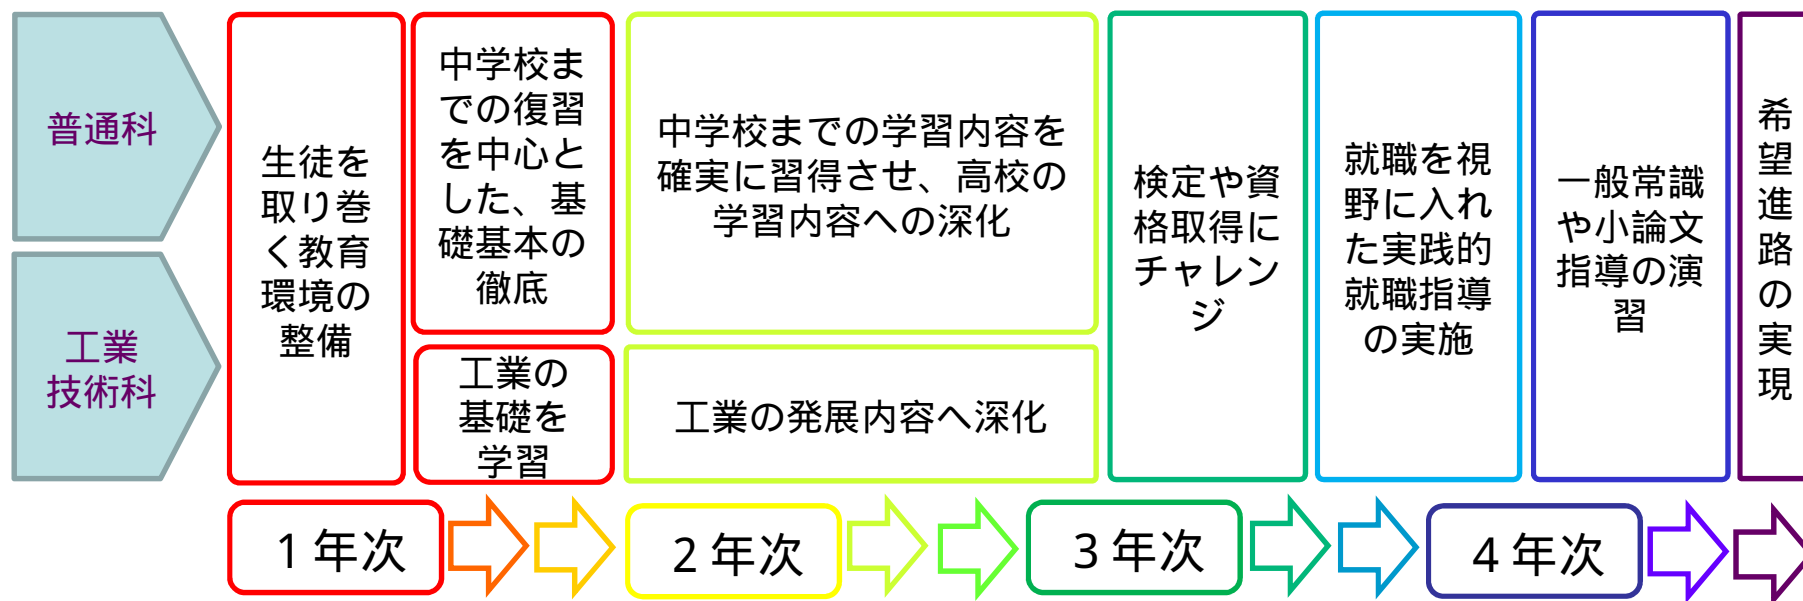 普通科
工業
技術科
生徒を
取り巻
く教育
環境の
整備
中学校ま
での復習
を中心と
した、基
礎基本の
徹底
工業の
基礎を
学習
中学校までの学習内容を
確実に習得させ、高校の
学習内容への深化
工業の発展内容へ深化
検定や資
格取得に
チャレン
ジ
就職を視
野に入れ
た実践的
就職指導
の実施
一般常識
や小論文
指導の演
習
希望進路の実現
1年次
2年次
3年次
4年次